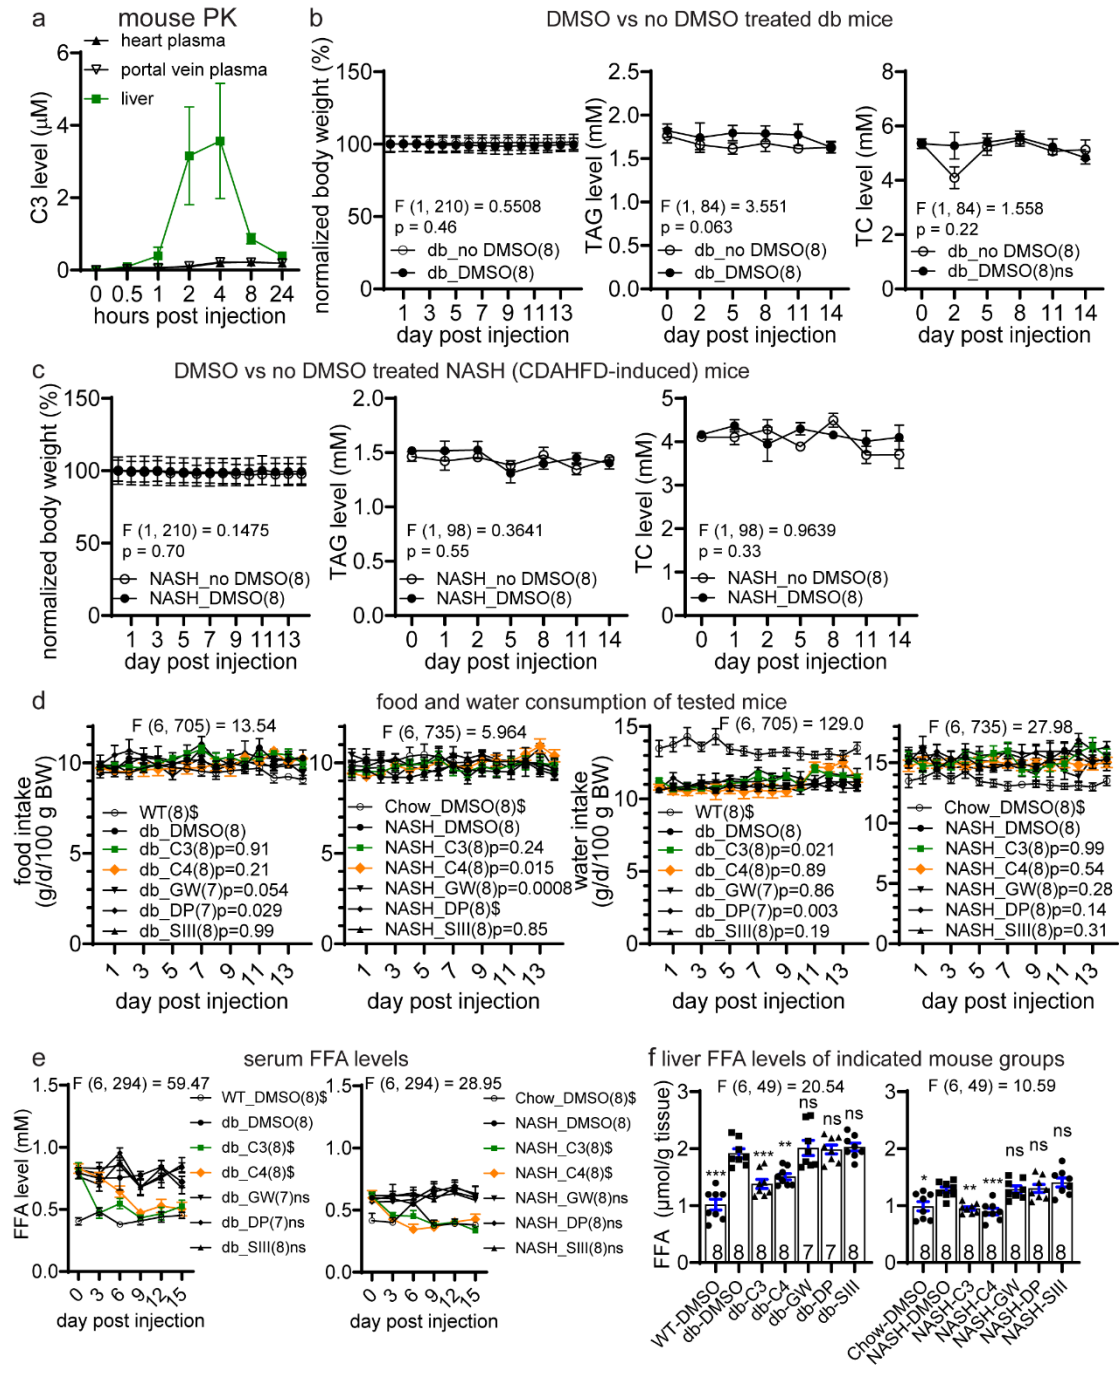 a
mouse PK
heart plasma
portal vein plasma
liver
C3 level (µM)
6
4
2
0
0 0.5 1 2 4 8 24
hours post injection
b
DMSO vs no DMSO treated db mice
normalized body weight (%)
150
100
50
0
F (1, 210) = 0.5508
p = 0.46
db_no DMSO(8)
db_DMSO(8)
1 3 5 7 9 11 13
day post injection
TAG level (mM)
2.5
2.0
1.5
1.0
0.5
0.0
F (1, 84) = 3.551
p = 0.063
db_no DMSO(8)
db_DMSO(8)
0 2 5 8 11 14
day post injection
TC level (mM)
8
6
4
2
0
F (1, 84) = 1.558
p = 0.22
db_no DMSO(8)
db_DMSO(8)ns
0 2 5 8 11 14
day post injection
c
DMSO vs no DMSO treated NASH (CDAHFD-induced) mice
normalized body weight (%)
150
100
50
0
F (1, 210) = 0.1475
p = 0.70
NASH_no DMSO(8)
NASH_DMSO(8)
1 3 5 7 9 11 13
day post injection
TAG level (mM)
2.0
1.5
1.0
0.5
0.0
F (1, 98) = 0.3641
p = 0.55
NASH_no DMSO(8)
NASH_DMSO(8)
0 1 2 5 8 11 14
day post injection
TC level (mM)
5
4
3
2
1
0
F (1, 98) = 0.9639
p = 0.33
NASH_no DMSO(8)
NASH_DMSO(8)
0 1 2 5 8 11 14
day post injection
d
food and water consumption of tested mice
food intake
(g/d/100 g BW)
10
5
0
F (6, 705) = 13.54
WT(8)$
db_DMSO(8)
db_C3(8)p=0.91
db_C4(8)p=0.21
db_GW(7)p=0.054
db_DP(7)p=0.029
db_SIII(8)p=0.99
1 3 5 7 9 11 13
day post injection
10
5
0
F (6, 735) = 5.964
Chow_DMSO(8)$
NASH_DMSO(8)
NASH_C3(8)p=0.24
NASH_C4(8)p=0.015
NASH_GW(8)p=0.0008
NASH_DP(8)$
NASH_SIII(8)p=0.85
1 3 5 7 9 11 13
day post injection
water intake
(g/d/100 g BW)
15
10
5
0
F (6, 705) = 129.0
WT(8)$
db_DMSO(8)
db_C3(8)p=0.021
db_C4(8)p=0.89
db_GW(7)p=0.86
db_DP(7)p=0.003
db_SIII(8)p=0.19
1 3 5 7 9 11 13
day post injection
15
10
5
0
F (6, 735) = 27.98
Chow_DMSO(8)$
NASH_DMSO(8)
NASH_C3(8)p=0.99
NASH_C4(8)p=0.54
NASH_GW(8)p=0.28
NASH_DP(8)p=0.14
NASH_SIII(8)p=0.31
1 3 5 7 9 11 13
day post injection
e
serum FFA levels
FFA level (mM)
1.5
1.0
0.5
0.0
F (6, 294) = 59.47
WT_DMSO(8)$
db_DMSO(8)
db_C3(8)$
db_C4(8)$
db_GW(7)ns
db_DP(7)ns
db_SIII(8)ns
0 3 6 9 12 15
day post injection
1.5
1.0
0.5
0.0
F (6, 294) = 28.95
Chow_DMSO(8)$
NASH_DMSO(8)
NASH_C3(8)$
NASH_C4(8)$
NASH_GW(8)ns
NASH_DP(8)ns
NASH_SIII(8)ns
0 3 6 9 12 15
day post injection
f liver FFA levels of indicated mouse groups
FFA (µmol/g tissue)
3
2
1
0
F (6, 49) = 20.54
*** *** ** ns ns ns
8 8 8 8 7 7 8
WT-DMSO
db-DMSO
db-C3
db-C4
db-GW
db-DP
db-SIII
3
2
1
0
F (6, 49) = 10.59
* ** *** ns ns ns
8 8 8 8 8 8 8
Chow-DMSO
NASH-DMSO
NASH-C3
NASH-C4
NASH-GW
NASH-DP
NASH-SIII